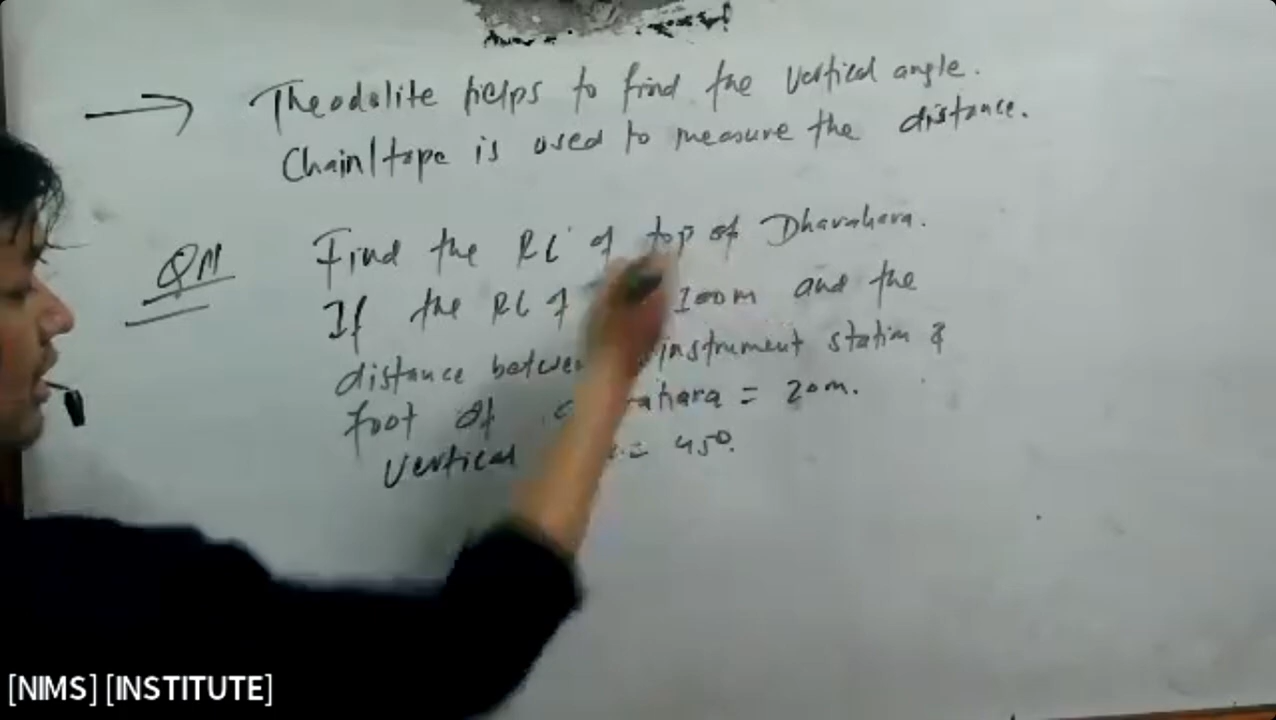 → Theodolite helps to find the vertical angle.
Chain/tape is used to measure the distance.
QN Find the RL of top of Dharahara.
If the RL of 100m and the
distance between instrument station &
foot of = 20m.
vertical = 45°.
[NIMS] [INSTITUTE]